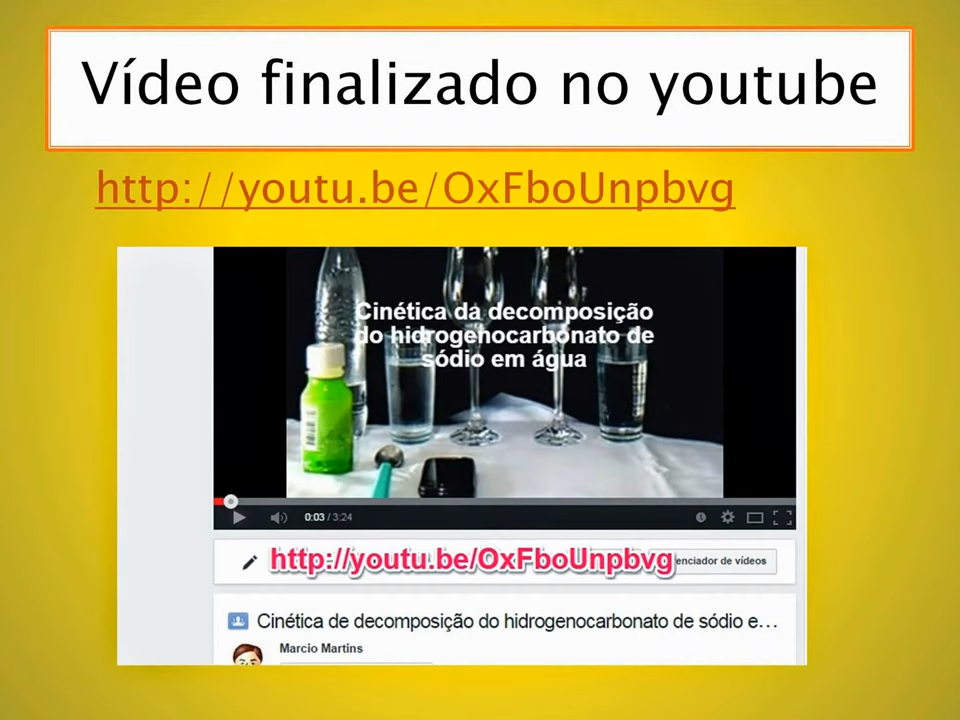 Vídeo finalizado no youtube
http://youtu.be/OxFboUnpbvg
Cinética da decomposição
do hidrogenocarbonato de
sódio em água
0:03 / 3:24
http://youtu.be/OxFboUnpbvg
enciador de vídeos
Cinética de decomposição do hidrogenocarbonato de sódio e...
Marcio Martins